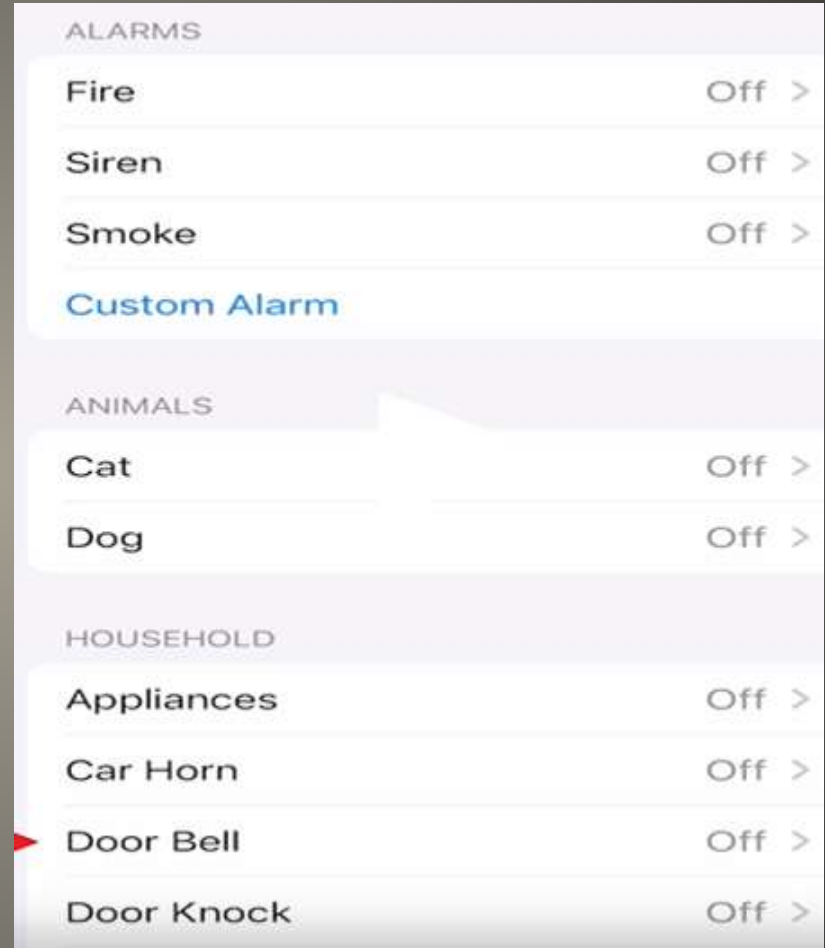 ALARMS
Fire Off >
Siren Off >
Smoke Off >
Custom Alarm
ANIMALS
Cat Off >
Dog Off >
HOUSEHOLD
Appliances Off >
Car Horn Off >
Door Bell Off >
Door Knock Off >